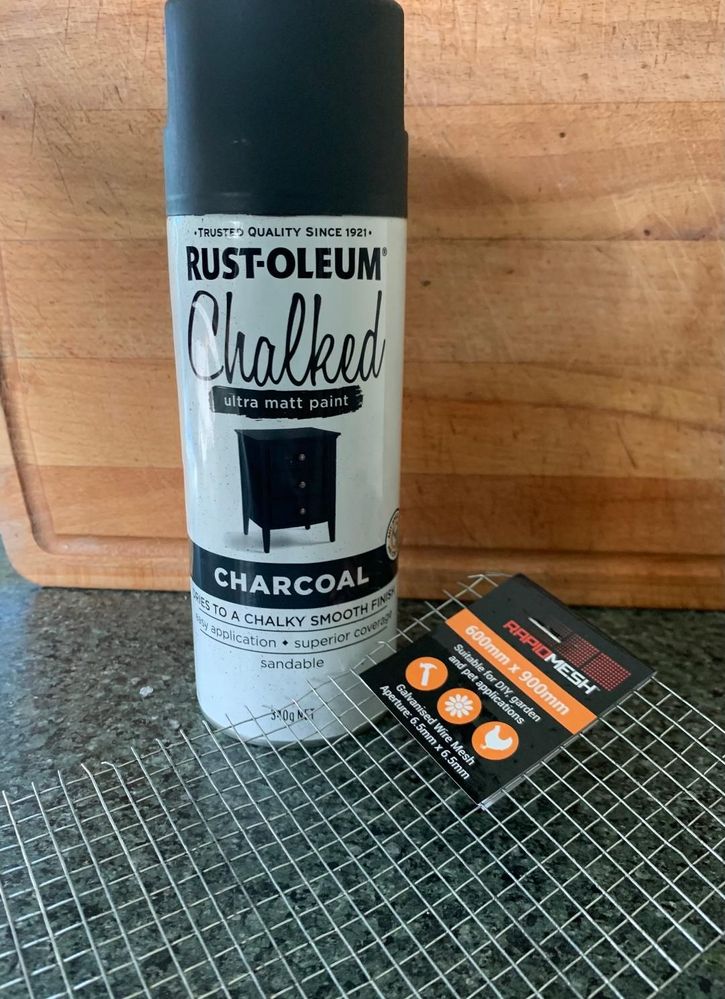 •TRUSTED QUALITY SINCE 1921•
RUST-OLEUM®
Chalked
ultra matt paint
CHARCOAL
DRIES TO A CHALKY SMOOTH FINISH
easy application • superior coverage
sandable
340g NET
RAPIDMESH
600mm x 900mm
Suitable for DIY, garden
and pet applications
Galvanised Wire Mesh
Aperture: 6.5mm x 6.5mm